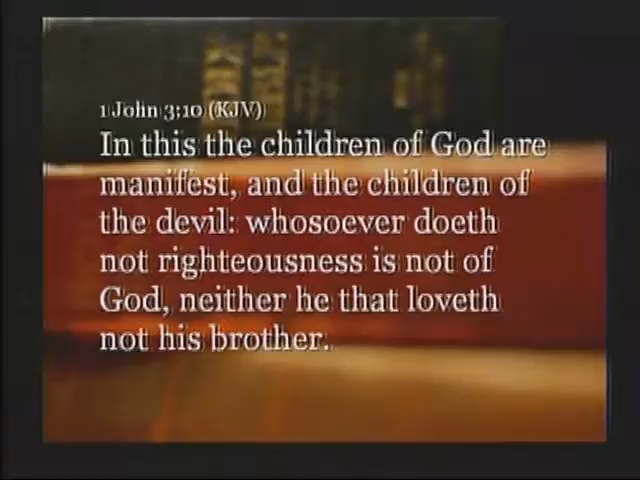 1 John 3:10 (KJV)
In this the children of God are
manifest, and the children of
the devil: whosoever doeth
not righteousness is not of
God, neither he that loveth
not his brother.